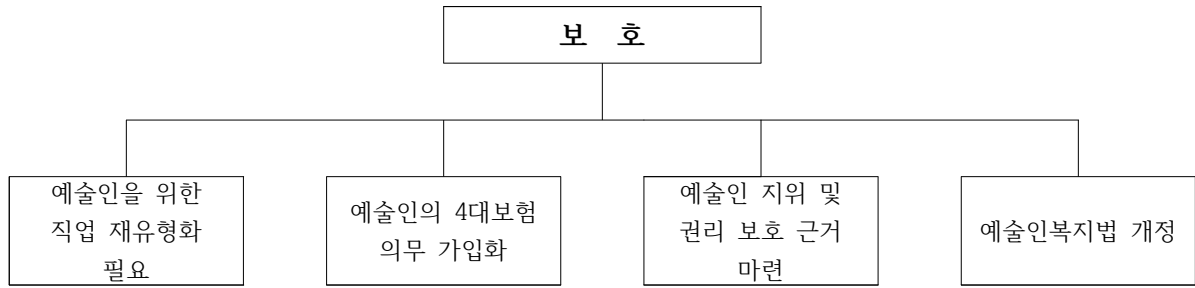 보 호
예술인을 위한
직업 재유형화
필요
예술인의 4대보험
의무 가입화
예술인 지위 및
권리 보호 근거
마련
예술인복지법 개정